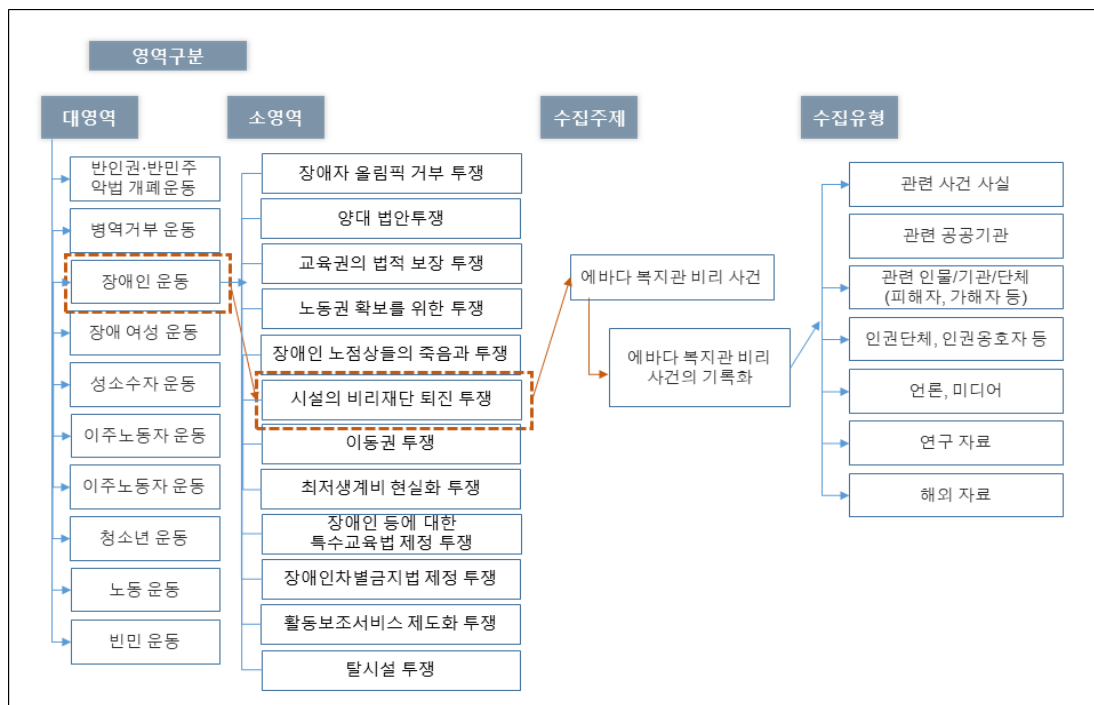 영역구분
대영역
소영역
수집주제
수집유형
반인권·반민주
악법 개폐운동
병역거부 운동
장애인 운동
장애 여성 운동
성소수자 운동
이주노동자 운동
이주노동자 운동
청소년 운동
노동 운동
빈민 운동
장애자 올림픽 거부 투쟁
양대 법안투쟁
교육권의 법적 보장 투쟁
노동권 확보를 위한 투쟁
장애인 노점상들의 죽음과 투쟁
시설의 비리재단 퇴진 투쟁
이동권 투쟁
최저생계비 현실화 투쟁
장애인 등에 대한
특수교육법 제정 투쟁
장애인차별금지법 제정 투쟁
활동보조서비스 제도화 투쟁
탈시설 투쟁
에바다 복지관 비리 사건
에바다 복지관 비리
사건의 기록화
관련 사건 사실
관련 공공기관
관련 인물/기관/단체
(피해자, 가해자 등)
인권단체, 인권옹호자 등
언론, 미디어
연구 자료
해외 자료